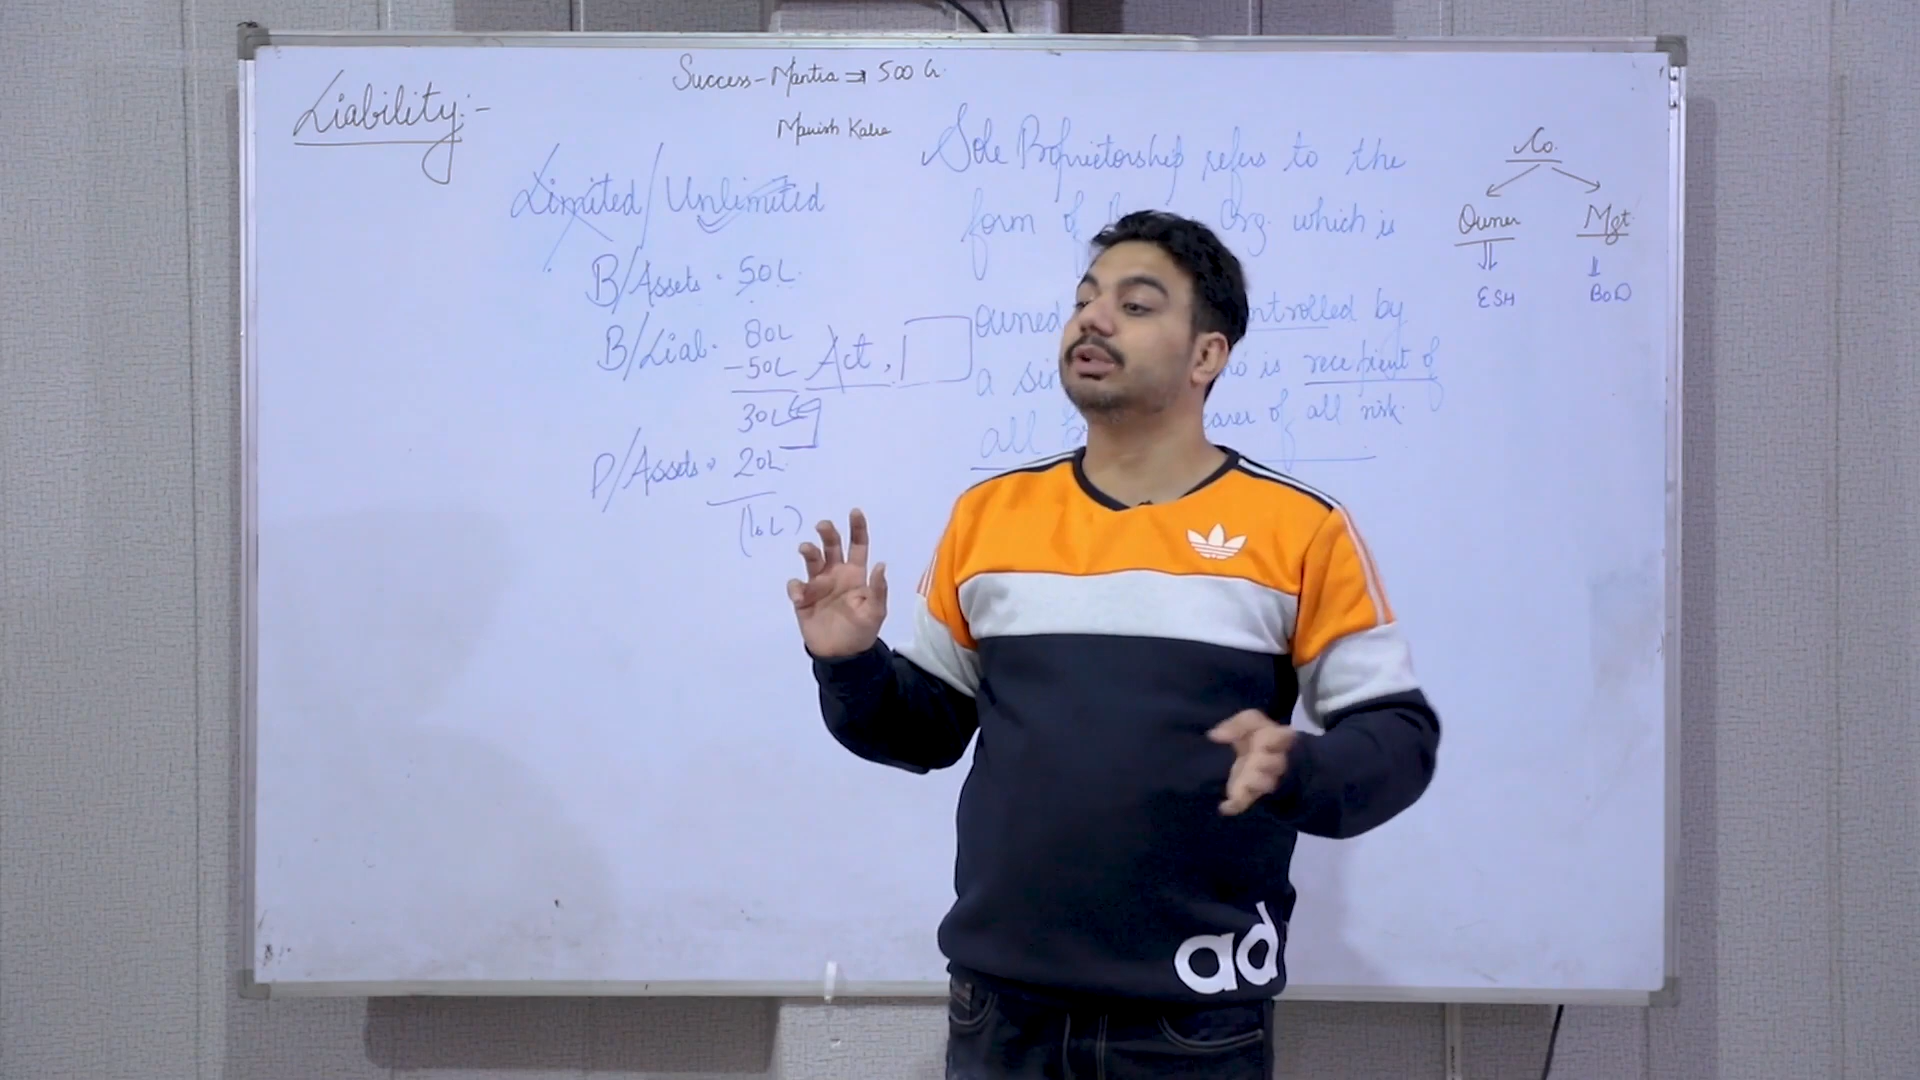 Liability:-
Success-Mantra ⇒ 500 Cr.
Manish Kalra
Limited/Unlimited
B/Assets - 50L
B/Liab. - 80L
-50L
30L
P/Assets - 20L
(10L)
Act,
Sole Proprietorship refers to the
form of Org. which is
owned controlled by
a who is recepient of
all bearer of all risk.
Co.
Owner Mgt
ESH BOD
ad